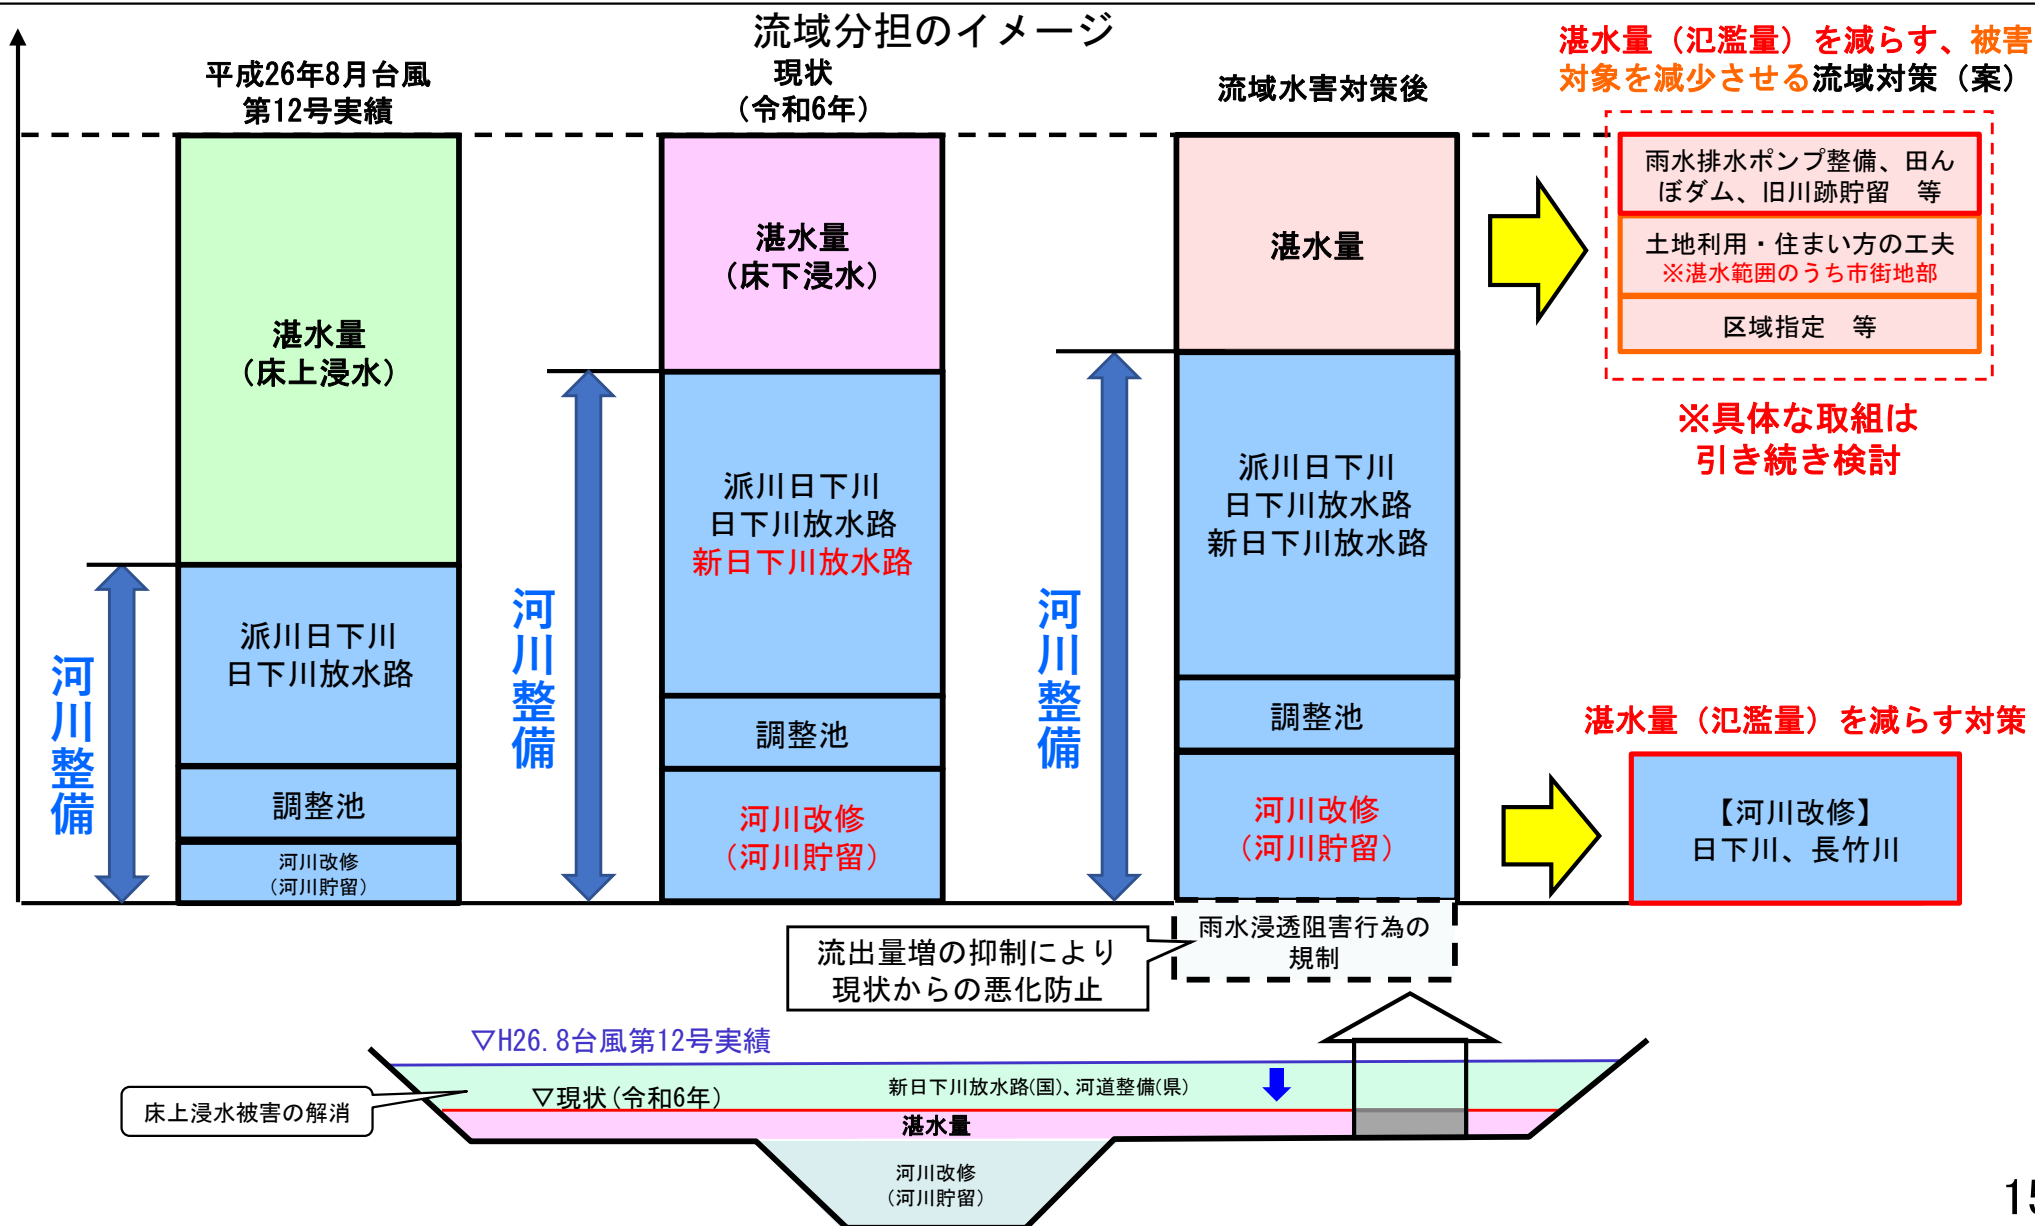 流域分担のイメージ
平成26年8月台風
第12号実績
現状
（令和6年）
流域水害対策後
湛水量（氾濫量）を減らす、被害
対象を減少させる流域対策（案）
湛水量
（床上浸水）
派川日下川
日下川放水路
調整池
河川改修
（河川貯留）
河川整備
湛水量
（床下浸水）
派川日下川
日下川放水路
新日下川放水路
調整池
河川改修
（河川貯留）
河川整備
湛水量
派川日下川
日下川放水路
新日下川放水路
調整池
河川改修
（河川貯留）
河川整備
雨水浸透阻害行為の
規制
流出量増の抑制により
現状からの悪化防止
雨水排水ポンプ整備、田ん
ぼダム、旧川跡貯留　等
土地利用・住まい方の工夫
※湛水範囲のうち市街地部
区域指定　等
※具体な取組は
引き続き検討
湛水量（氾濫量）を減らす対策
【河川改修】
日下川、長竹川
▽H26.8台風第12号実績
▽現状(令和6年)
新日下川放水路(国)、河道整備(県)
床上浸水被害の解消
湛水量
河川改修
（河川貯留）
15